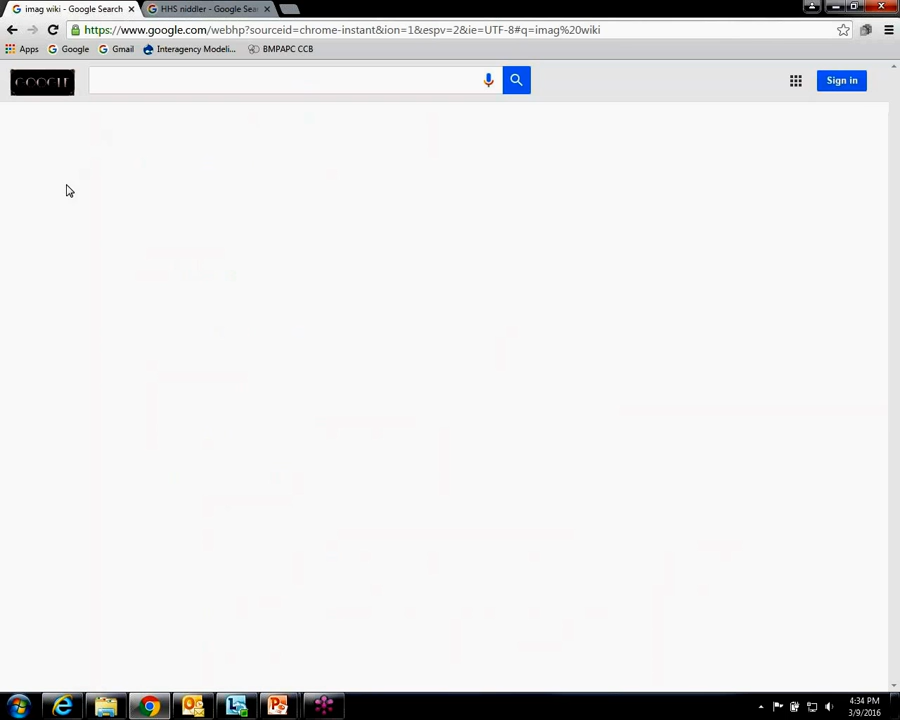 imag wiki - Google Search
HHS niddler - Google Sea
https://www.google.com/webhp?sourceid=chrome-instant&ion=1&espv=2&ie=UTF-8#q=imag%20wiki
Apps Google Gmail Interagency Modeli... BMPAPC CCB
Sign in
4:34 PM
3/9/2016